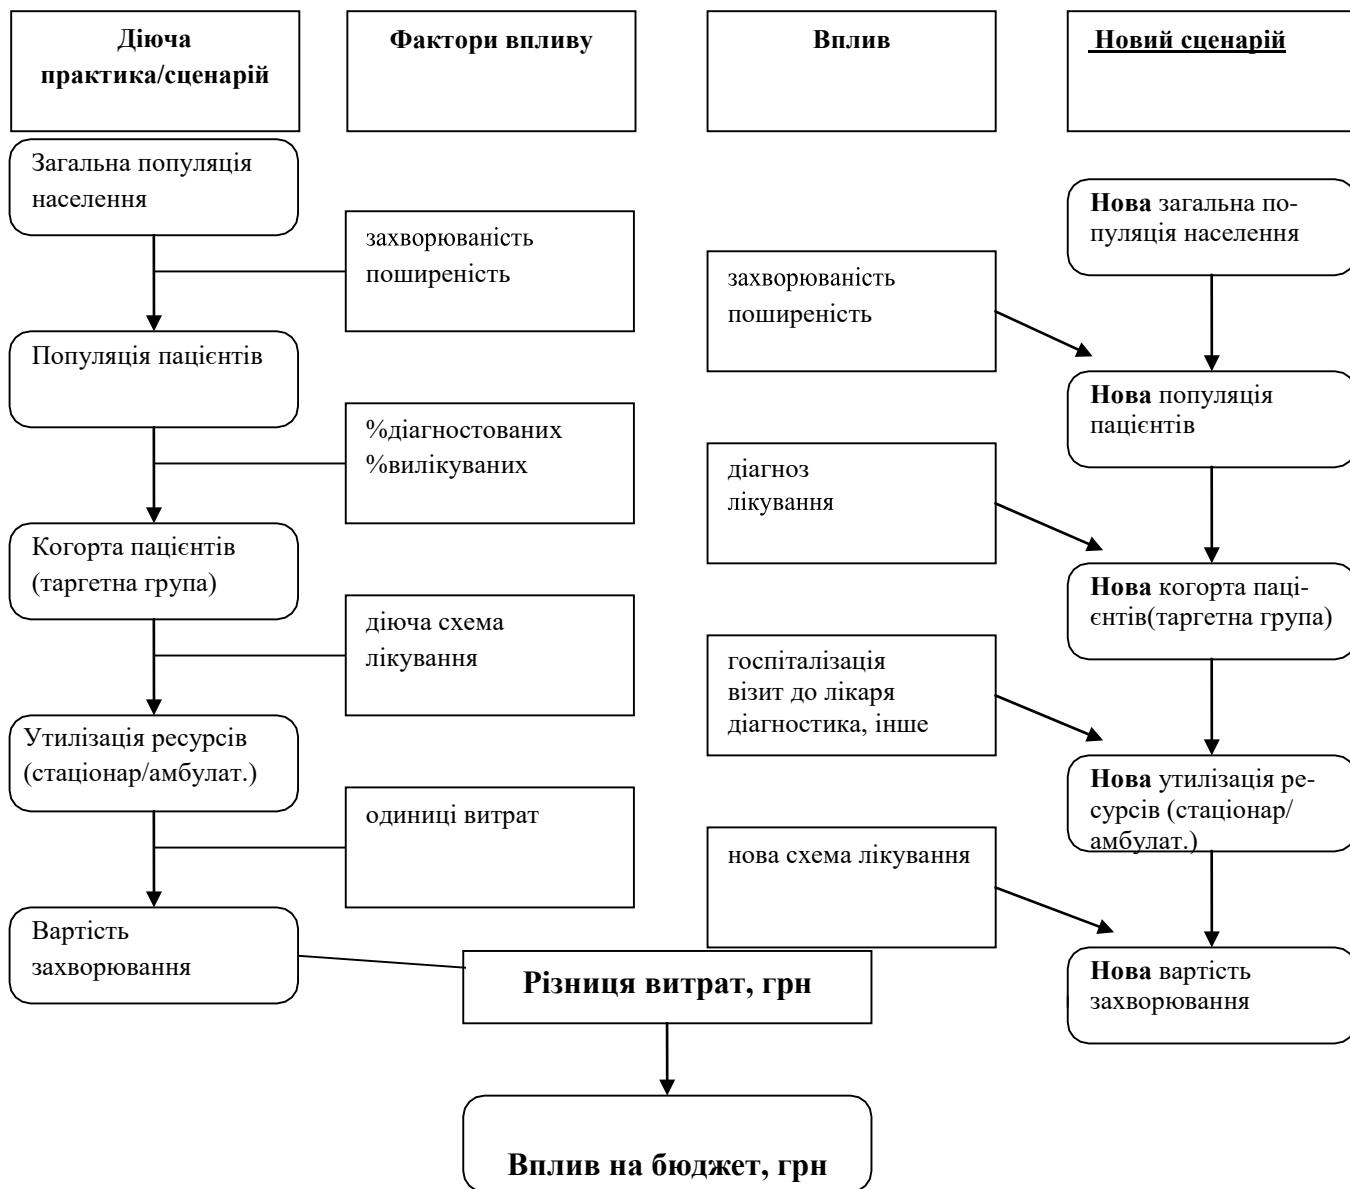 Діюча
практика/сценарій
Фактори впливу
Вплив
Новий сценарій
Загальна популяція
населення
захворюваність
поширеність
Популяція пацієнтів
%діагностованих
%вилікуваних
Когорта пацієнтів
(таргетна група)
діюча схема
лікування
Утилізація ресурсів
(стаціонар/амбулат.)
одиниці витрат
Вартість
захворювання
захворюваність
поширеність
діагноз
лікування
госпіталізація
візит до лікаря
діагностика, інше
нова схема лікування
Нова загальна по-
пуляція населення
Нова популяція
пацієнтів
Нова когорта паці-
єнтів(таргетна група)
Нова утилізація ре-
сурсів (стаціонар/
амбулат.)
Нова вартість
захворювання
Різниця витрат, грн
Вплив на бюджет, грн